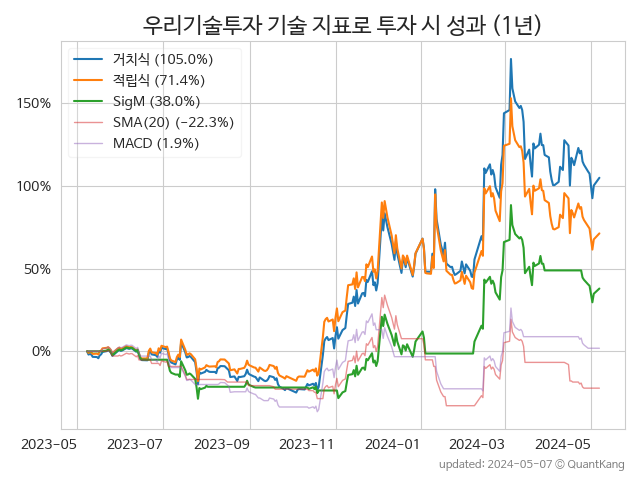 우리기술투자 기술 지표로 투자 시 성과 (1년)
거치식 (105.0%)
적립식 (71.4%)
SigM (38.0%)
SMA(20) (−22.3%)
MACD (1.9%)
150%
100%
50%
0%
2023-05 2023-07 2023-09 2023-11 2024-01 2024-03 2024-05
updated: 2024-05-07 © QuantKang